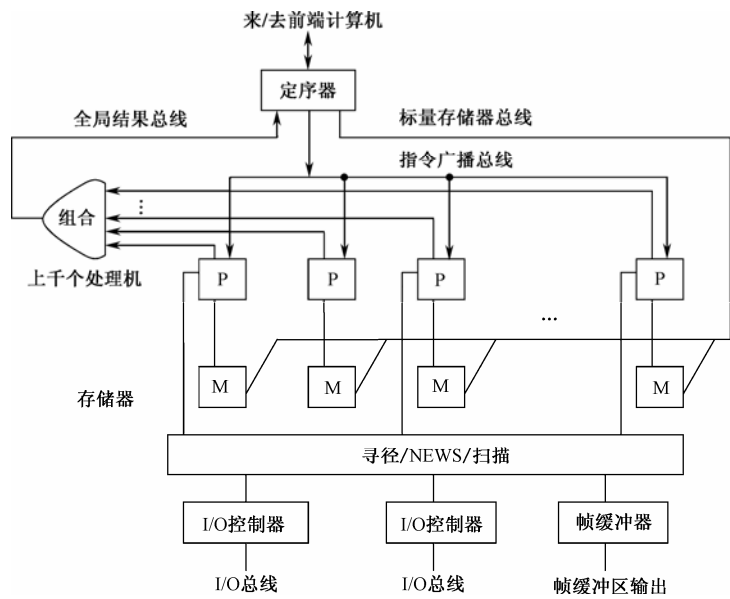 来/去前端计算机
定序器
全局结果总线
标量存储器总线
指令广播总线
组合
⋮
上千个处理机
P
P
P
P
...
M
M
M
M
存储器
寻径/NEWS/扫描
I/O控制器
I/O控制器
帧缓冲器
I/O总线
I/O总线
帧缓冲区输出